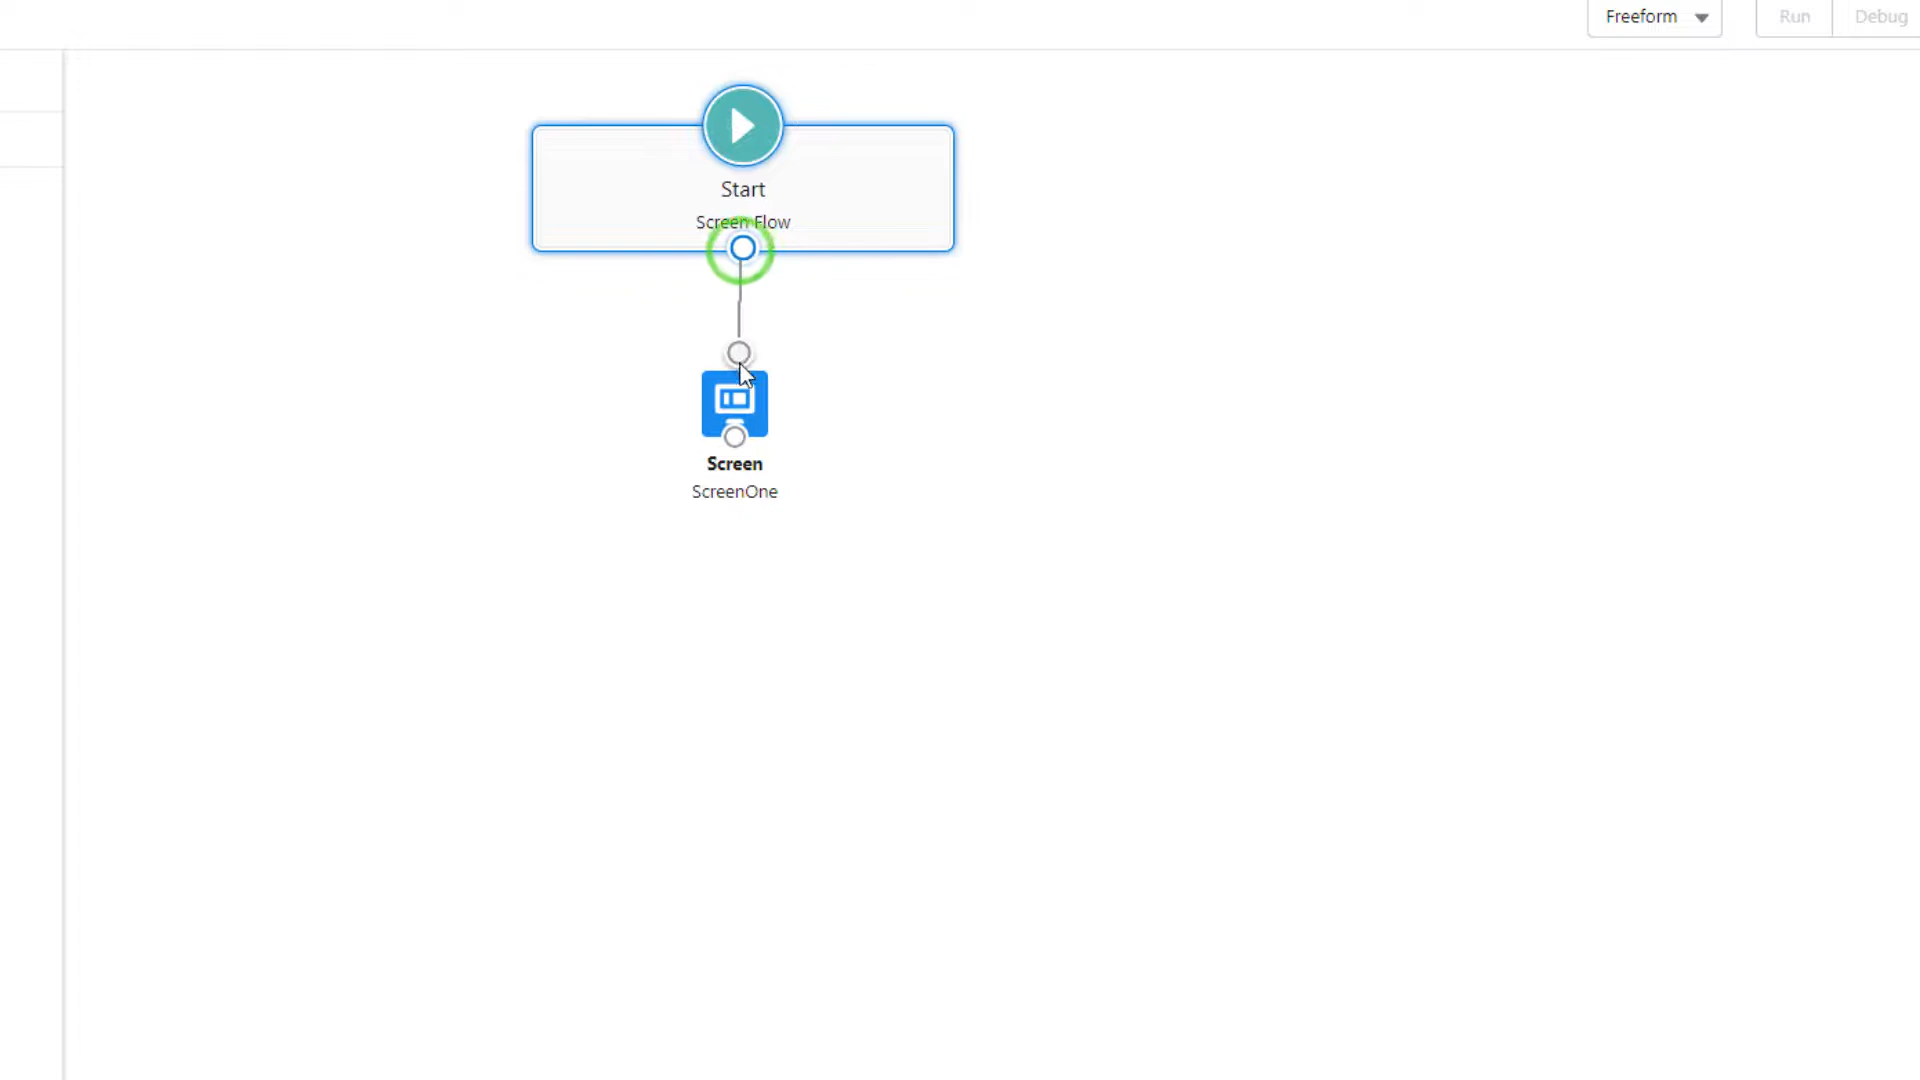 Freeform
Run
Debug
Start
Screen Flow
Screen
ScreenOne